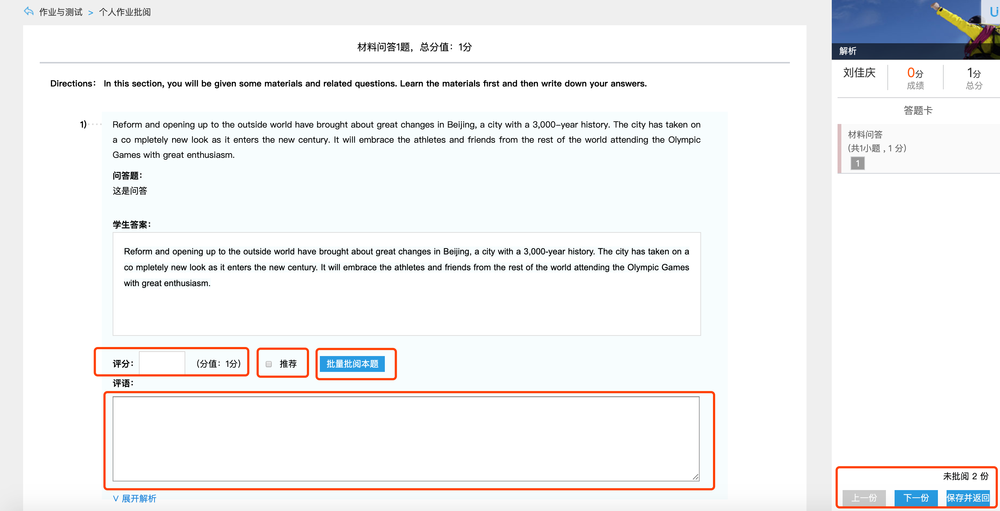 作业与测试 > 个人作业批阅
材料问答1题，总分值：1分
Directions： In this section, you will be given some materials and related questions. Learn the materials first and then write down your answers.
1)
Reform and opening up to the outside world have brought about great changes in Beijing, a city with a 3,000–year history. The city has taken on
a co mpletely new look as it enters the new century. It will embrace the athletes and friends from the rest of the world attending the Olympic
Games with great enthusiasm.
问答题：
这是问答
学生答案：
Reform and opening up to the outside world have brought about great changes in Beijing, a city with a 3,000-year history. The city has taken on a
co mpletely new look as it enters the new century. It will embrace the athletes and friends from the rest of the world attending the Olympic Games
with great enthusiasm.
评分：
（分值：1分）
推荐
批量批阅本题
评语：
∨ 展开解析
解析
刘佳庆
0分
成绩
1分
总分
答题卡
材料问答
(共1小题 , 1 分)
1
未批阅 2 份
上一份
下一份
保存并返回